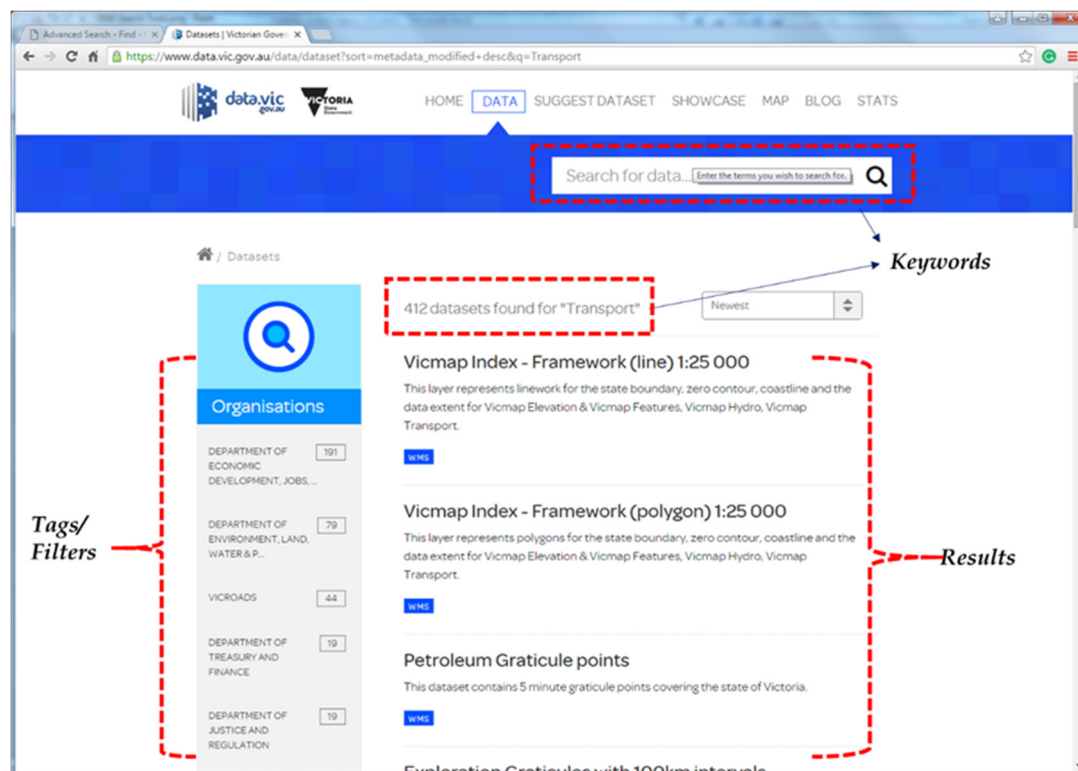 Advanced Search - Find -
Datasets | Victorian Gover
https://www.data.vic.gov.au/data/dataset?sort=metadata_modified+desc&q=Transport
data.vic
.gov.au
VICTORIA
State
Government
HOME DATA SUGGEST DATASET SHOWCASE MAP BLOG STATS
Search for data... Enter the terms you wish to search for.
/ Datasets
Keywords
412 datasets found for "Transport"
Newest
Organisations
DEPARTMENT OF 191
ECONOMIC
DEVELOPMENT, JOBS, ...
DEPARTMENT OF 79
ENVIRONMENT, LAND,
WATER & P...
VICROADS 44
DEPARTMENT OF 19
TREASURY AND
FINANCE
DEPARTMENT OF 19
JUSTICE AND
REGULATION
Tags/
Filters
Vicmap Index - Framework (line) 1:25 000
This layer represents linework for the state boundary, zero contour, coastline and the
data extent for Vicmap Elevation & Vicmap Features, Vicmap Hydro, Vicmap
Transport.
WMS
Vicmap Index - Framework (polygon) 1:25 000
This layer represents polygons for the state boundary, zero contour, coastline and the
data extent for Vicmap Elevation & Vicmap Features, Vicmap Hydro, Vicmap
Transport.
WMS
Petroleum Graticule points
This dataset contains 5 minute graticule points covering the state of Victoria.
WMS
Exploration Graticules with 100km intervals
Results